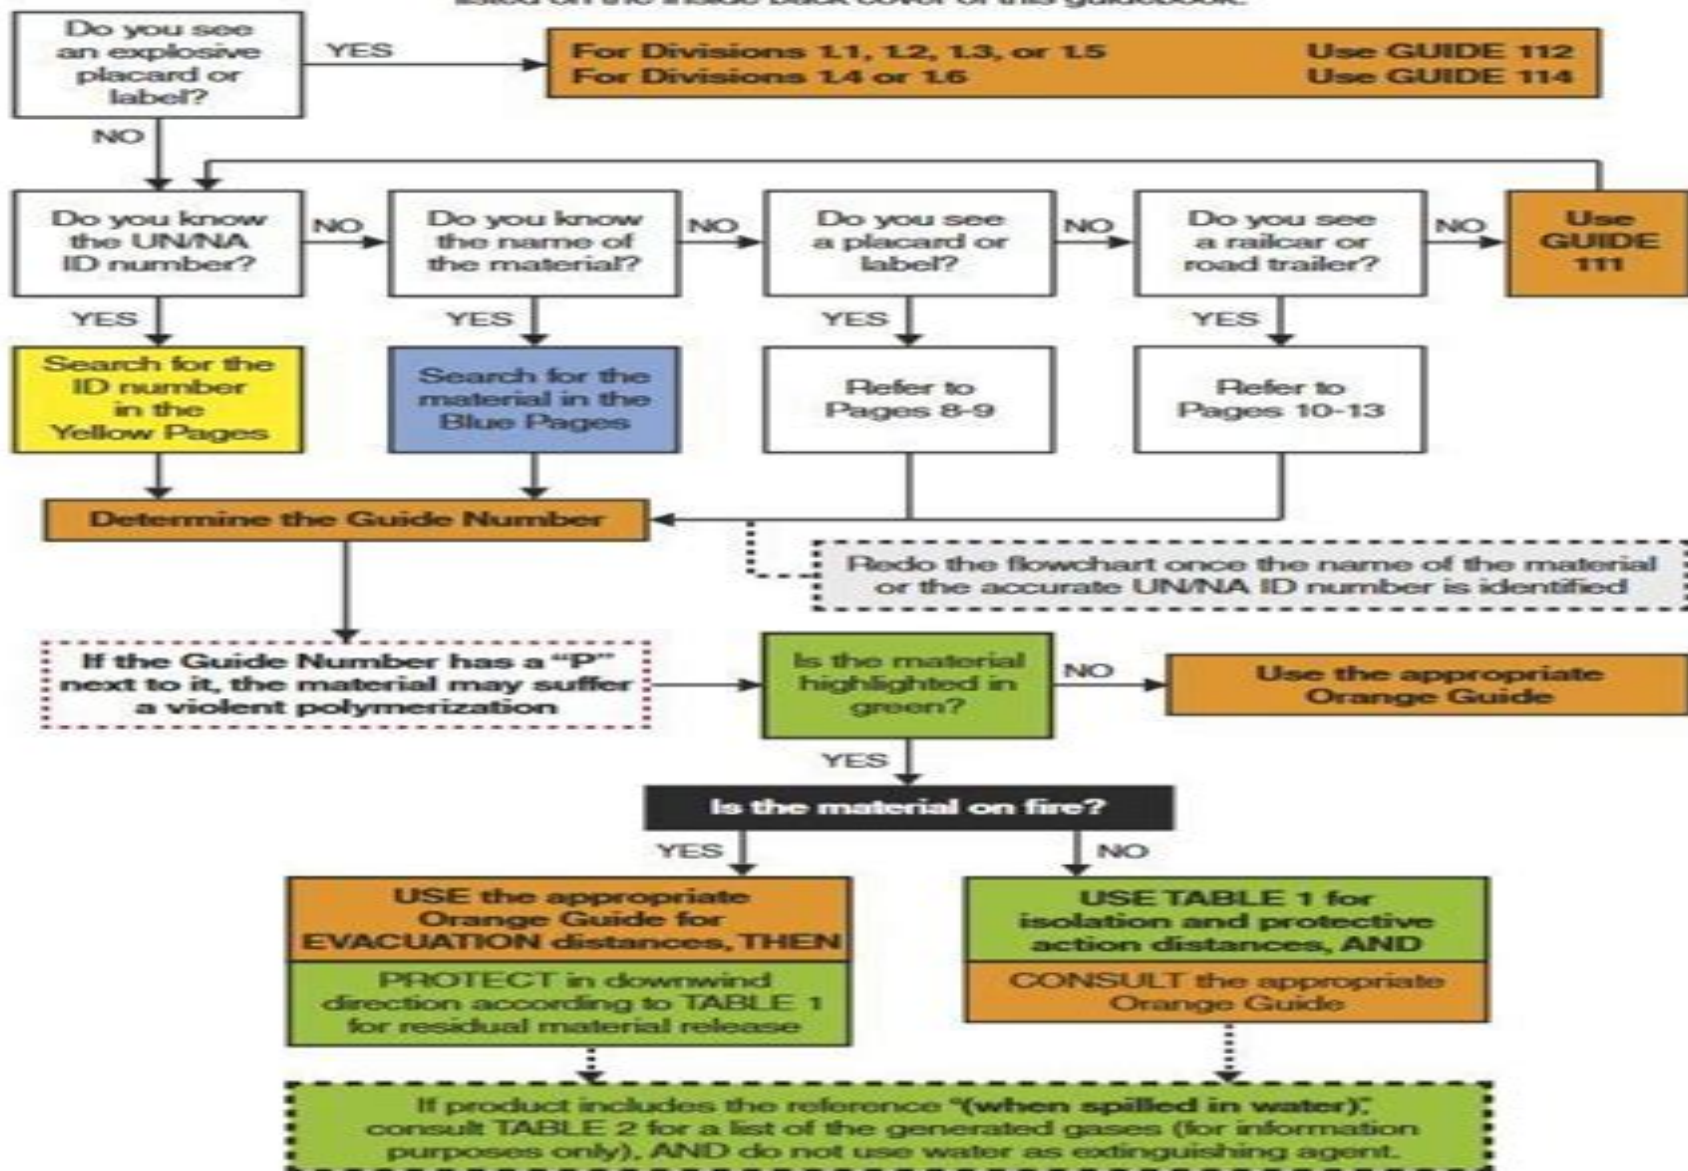 listed on the inside back cover of this guidebook.
Do you see
an explosive
placard or
label?
YES
For Divisions 1.1, 1.2, 1.3, or 1.5 Use GUIDE 112
For Divisions 1.4 or 1.6 Use GUIDE 114
NO
Do you know
the UN/NA
ID number?
NO
Do you know
the name of
the material?
NO
Do you see
a placard or
label?
NO
Do you see
a railcar or
road trailer?
NO
Use
GUIDE
111
YES
YES
YES
YES
Search for the
ID number
in the
Yellow Pages
Search for the
material in the
Blue Pages
Refer to
Pages 8-9
Refer to
Pages 10-13
Determine the Guide Number
Redo the flowchart once the name of the material
or the accurate UN/NA ID number is identified
If the Guide Number has a “P”
next to it, the material may suffer
a violent polymerization
Is the material
highlighted in
green?
NO
Use the appropriate
Orange Guide
YES
Is the material on fire?
YES
NO
USE the appropriate
Orange Guide for
EVACUATION distances, THEN
PROTECT in downwind
direction according to TABLE 1
for residual material release
USE TABLE 1 for
isolation and protective
action distances, AND
CONSULT the appropriate
Orange Guide
If product includes the reference “(when spilled in water)”,
consult TABLE 2 for a list of the generated gases (for information
purposes only), AND do not use water as extinguishing agent.